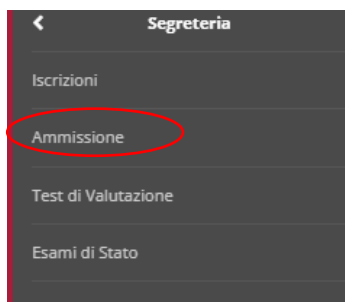 Segreteria
Iscrizioni
Ammissione
Test di Valutazione
Esami di Stato